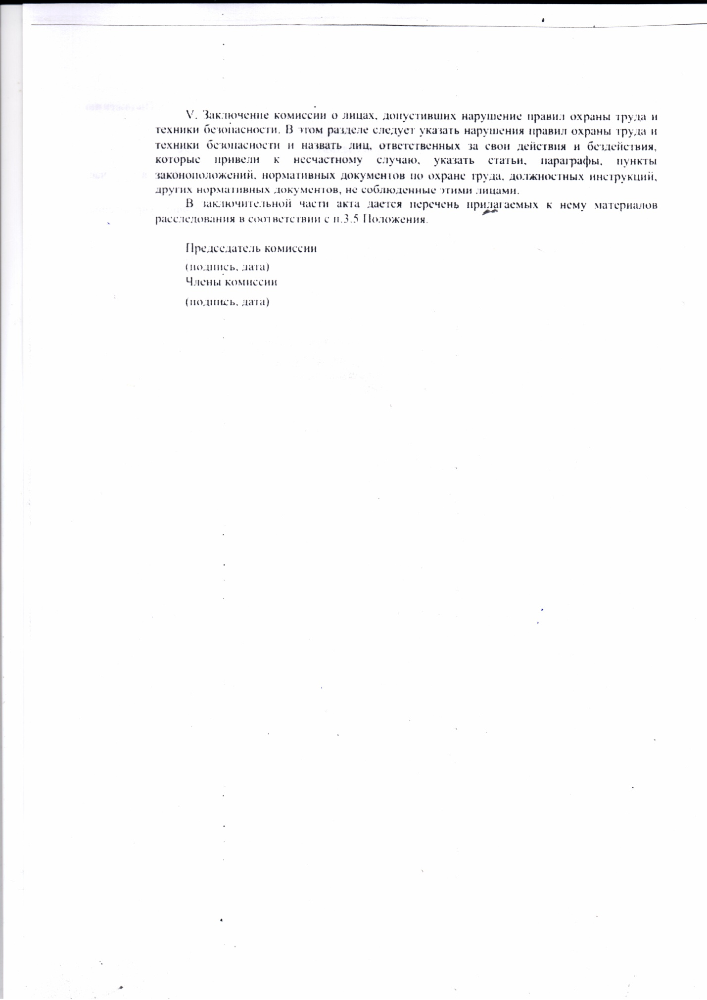 V. Заключение комиссии о лицах, допустивших нарушение правил охраны труда и
техники безопасности. В этом разделе следует указать нарушения правил охраны труда и
техники безопасности и назвать лиц, ответственных за свои действия и бездействия,
которые привели к несчастному случаю, указать статьи, параграфы, пункты
законоположений, нормативных документов по охране труда, должностных инструкций,
других нормативных документов, не соблюденные этими лицами.
В заключительной части акта дается перечень прилагаемых к нему материалов
расследования в соответствии с п.3.5 Положения.
Председатель комиссии
(подпись, дата)
Члены комиссии
(подпись, дата)